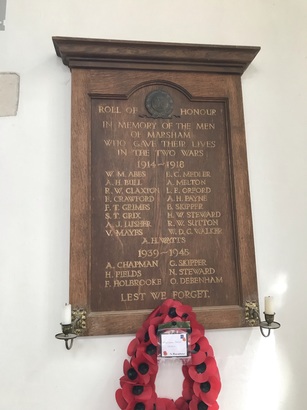 ROLL OF HONOUR
IN MEMORY OF THE MEN
OF MARSHAM
WHO GAVE THEIR LIVES
IN THE TWO WARS
1914-1918
W. M. ABBS E. C. MEDLER
A. H. BULL A. MELTON
R. W. CLAXTON L. E. ORFORD
E. CRAWFORD A. H. PAYNE
F. T. GRIMES B. SKIPPER
S. T. GRIX H. W. STEWARD
A. J. LUSHER R. W. SUTTON
V. MAYES W. D. G. WALKER
A. H. WATTS
1939-1945
A. CHAPMAN G. SKIPPER
H. FIELDS N. STEWARD
F. HOLBROOKE O. DEBENHAM
LEST WE FORGET.